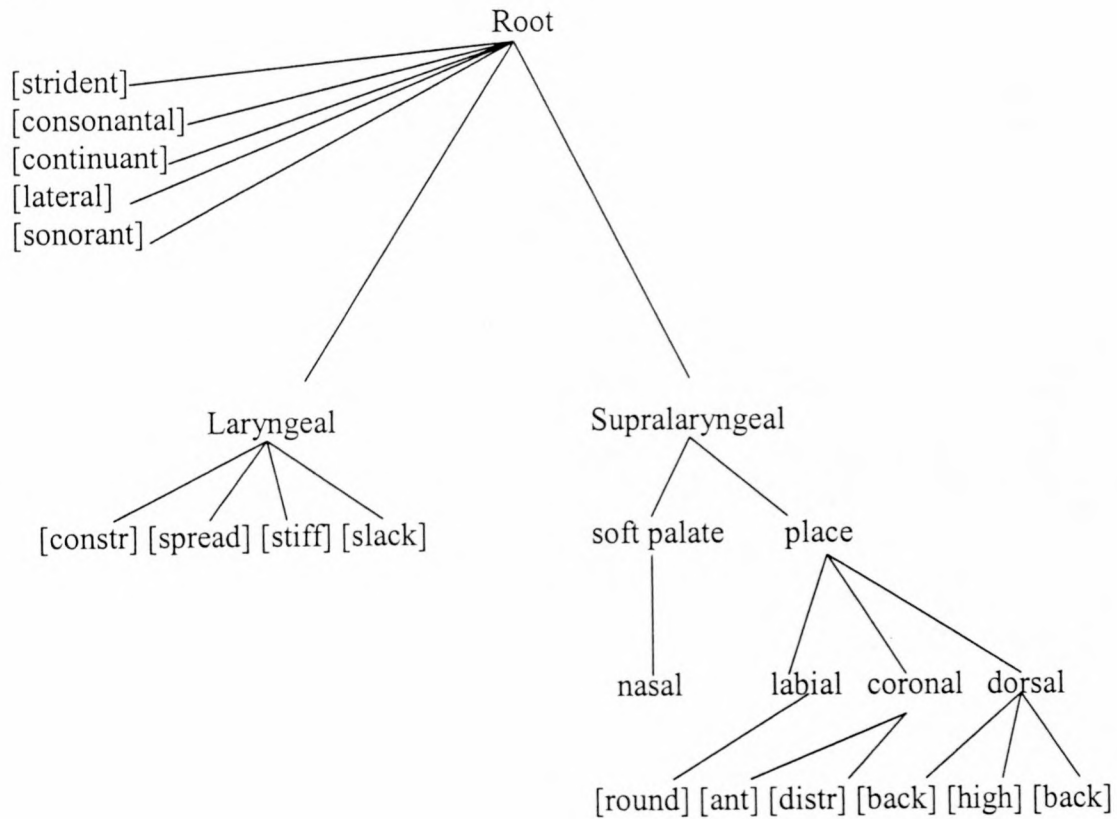 Root
[strident]
[consonantal]
[continuant]
[lateral]
[sonorant]
Laryngeal Supralaryngeal
[constr] [spread] [stiff] [slack] soft palate place
nasal labial coronal dorsal
[round] [ant] [distr] [back] [high] [back]